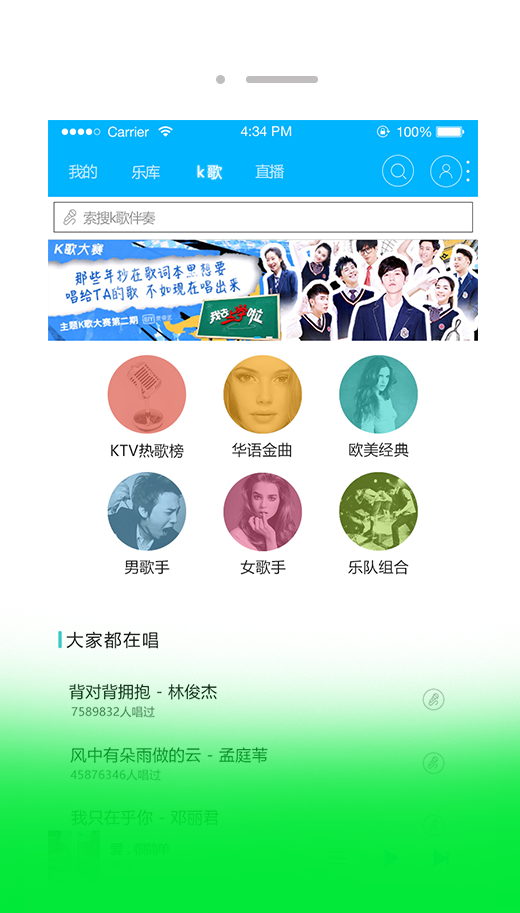 Carrier 4:34 PM 100%
我的 乐库 k歌 直播
索搜k歌伴奏
K歌大赛
那些年抄在歌词本里想要
唱给TA的歌 不如现在唱出来
主题K歌大赛第二期
我去上学啦
KTV热歌榜 华语金曲 欧美经典
男歌手 女歌手 乐队组合
大家都在唱
背对背拥抱 - 林俊杰
7589832人唱过
风中有朵雨做的云 - 孟庭苇
45876346人唱过
我只在乎你 - 邓丽君